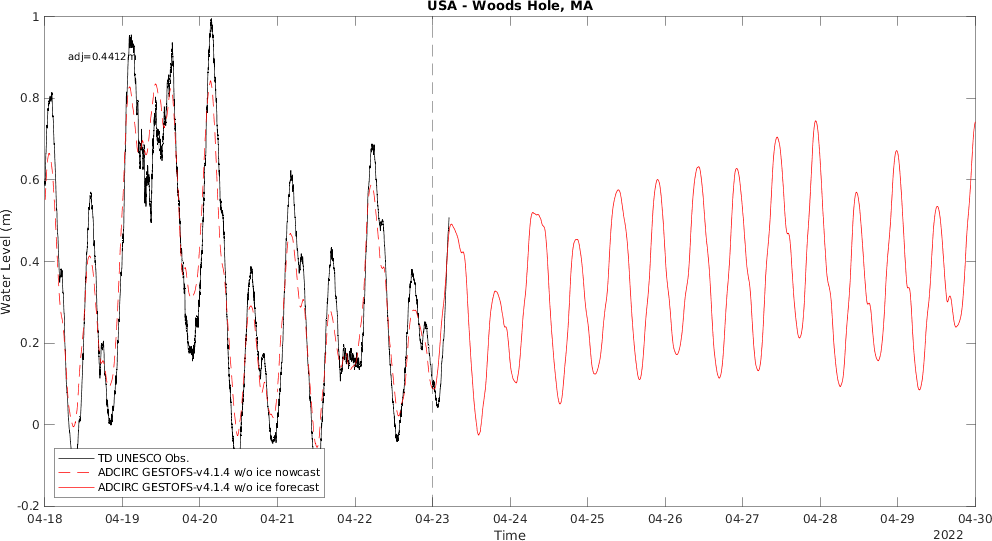 USA - Woods Hole, MA
adj=0.4412m
Water Level (m)
1
0.8
0.6
0.4
0.2
0
-0.2
TD UNESCO Obs.
ADCIRC GESTOFS-v4.1.4 w/o ice nowcast
ADCIRC GESTOFS-v4.1.4 w/o ice forecast
04-18 04-19 04-20 04-21 04-22 04-23 04-24 04-25 04-26 04-27 04-28 04-29 04-30
Time
2022